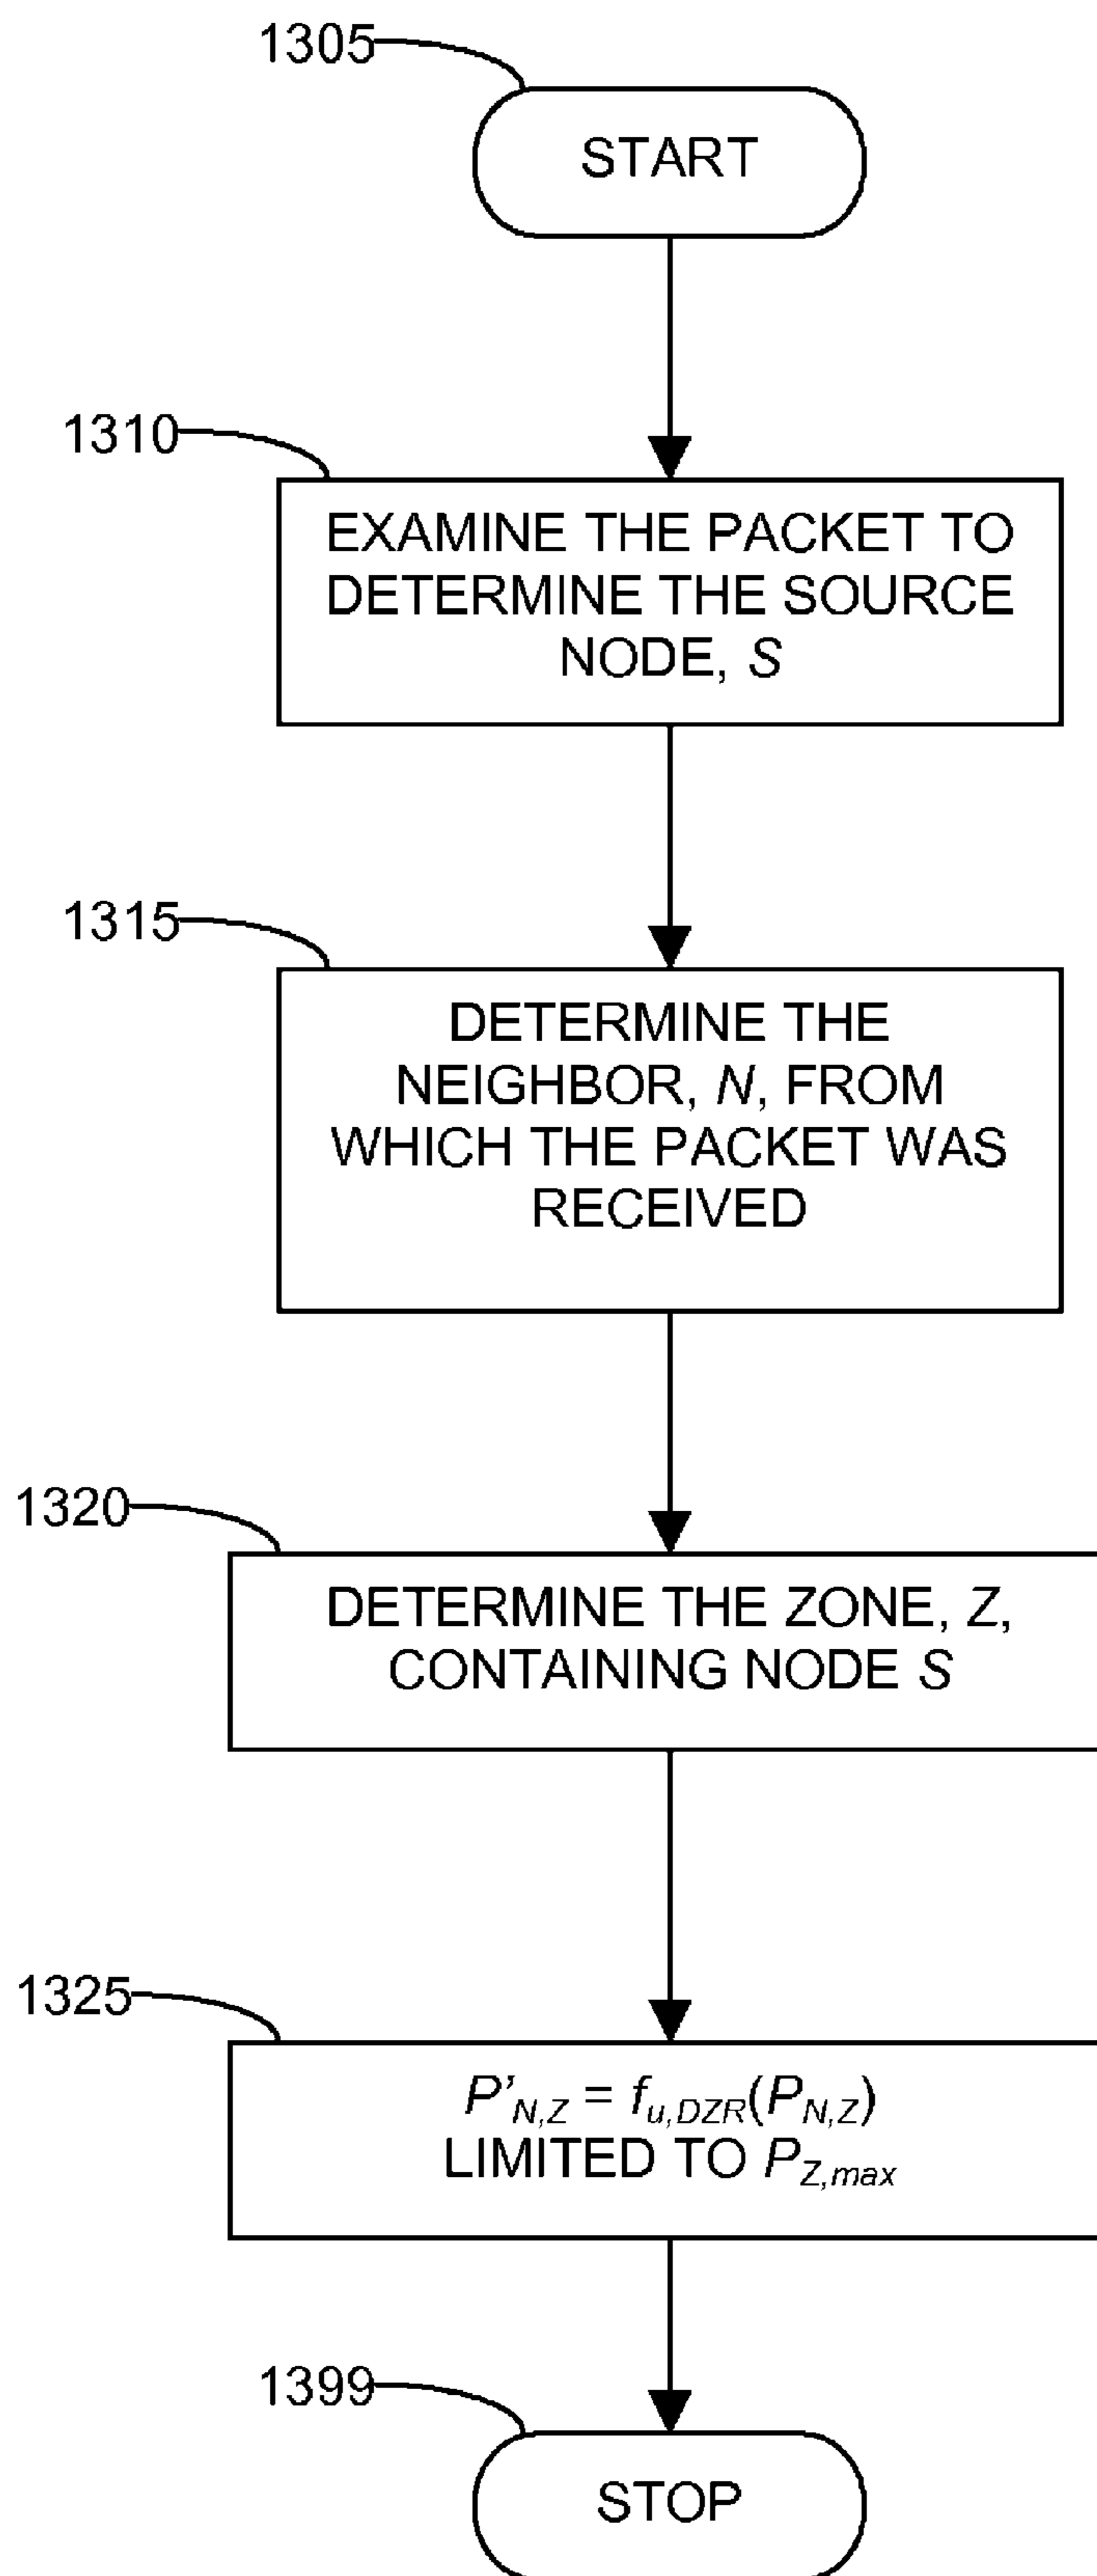 1305
START
1310
EXAMINE THE PACKET TO
DETERMINE THE SOURCE
NODE, S
1315
DETERMINE THE
NEIGHBOR, N, FROM
WHICH THE PACKET WAS
RECEIVED
1320
DETERMINE THE ZONE, Z,
CONTAINING NODE S
1325
P’N,Z = fu,DZR(PN,Z)
LIMITED TO PZ,max
1399
STOP